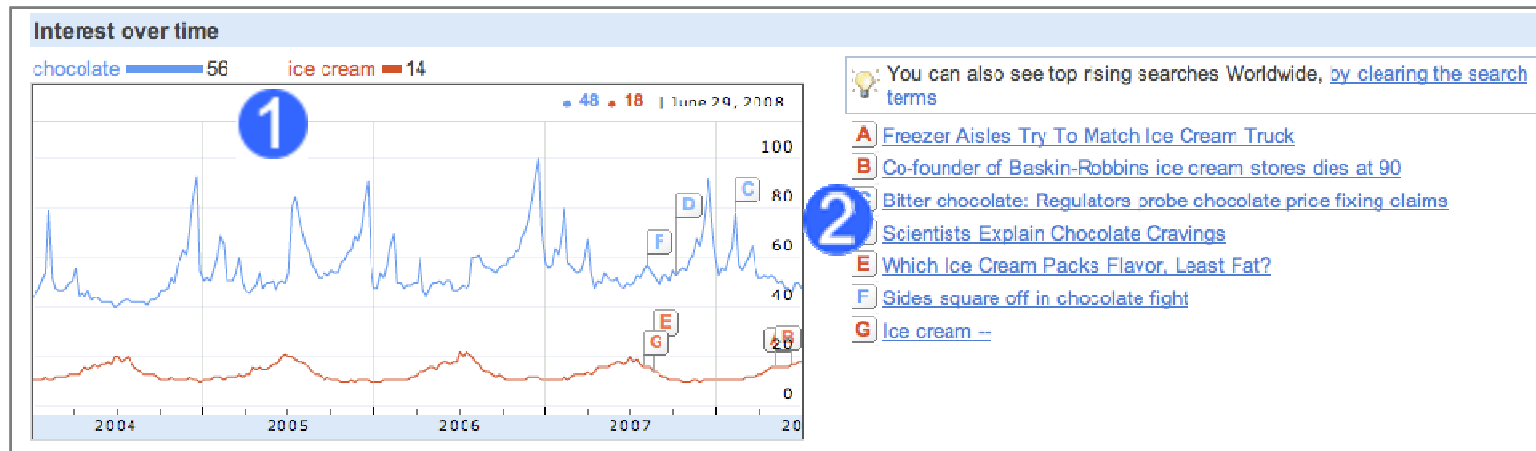 Interest over time
chocolate 56 ice cream 14
48 18 | June 29, 2008
1
100
80
60
40
20
0
D
C
F
E
G
B
2004 2005 2006 2007 20
2
You can also see top rising searches Worldwide, by clearing the search
terms
A Freezer Aisles Try To Match Ice Cream Truck
B Co-founder of Baskin-Robbins ice cream stores dies at 90
Bitter chocolate: Regulators probe chocolate price fixing claims
Scientists Explain Chocolate Cravings
E Which Ice Cream Packs Flavor, Least Fat?
F Sides square off in chocolate fight
G Ice cream --